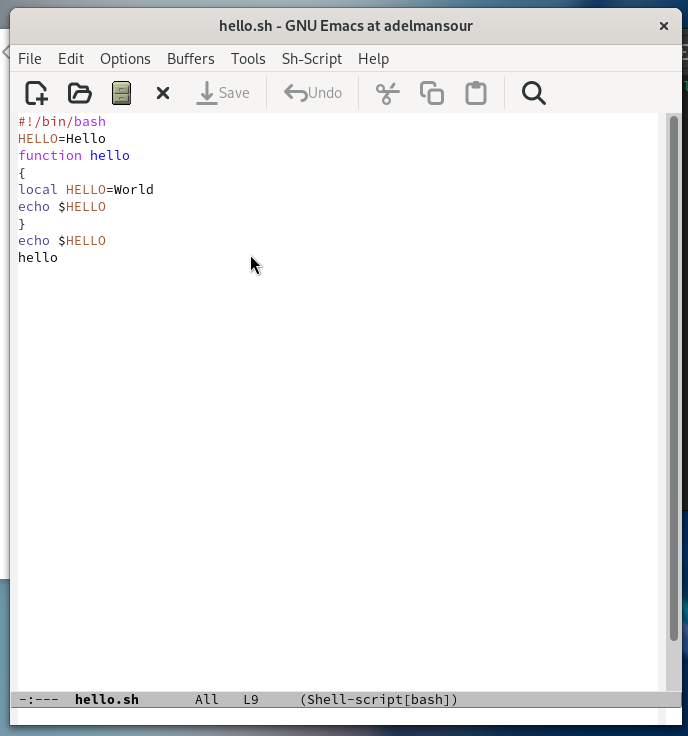 hello.sh - GNU Emacs at adelmansour
File Edit Options Buffers Tools Sh-Script Help
Save Undo
#!/bin/bash
HELLO=Hello
function hello
{
local HELLO=World
echo $HELLO
}
echo $HELLO
hello
-:--- hello.sh All L9 (Shell-script[bash])